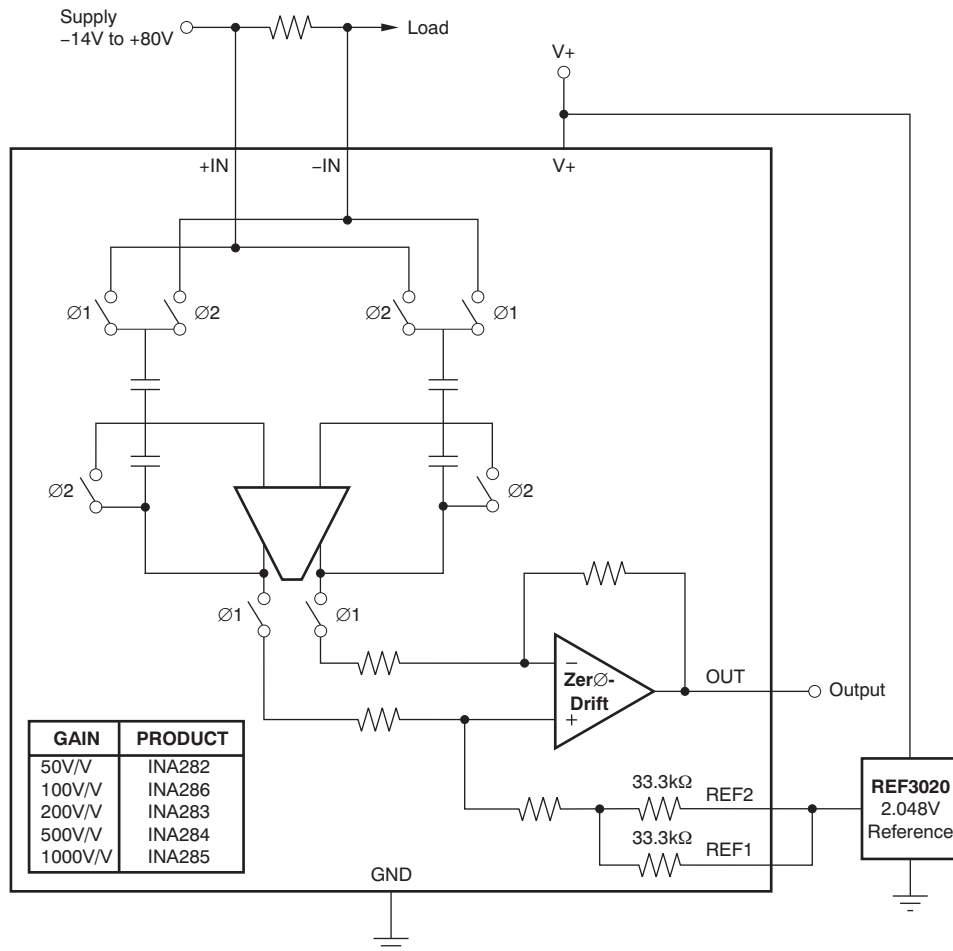 Supply
−14V to +80V
Load
V+
+IN
−IN
V+
Ø1
Ø2
Ø2
Ø1
Ø2
Ø2
Ø1
Ø1
−
ZerØ-
Drift
+
OUT
Output
GAIN PRODUCT
50V/V INA282
100V/V INA286
200V/V INA283
500V/V INA284
1000V/V INA285
33.3kΩ
REF2
33.3kΩ
REF1
REF3020
2.048V
Reference
GND